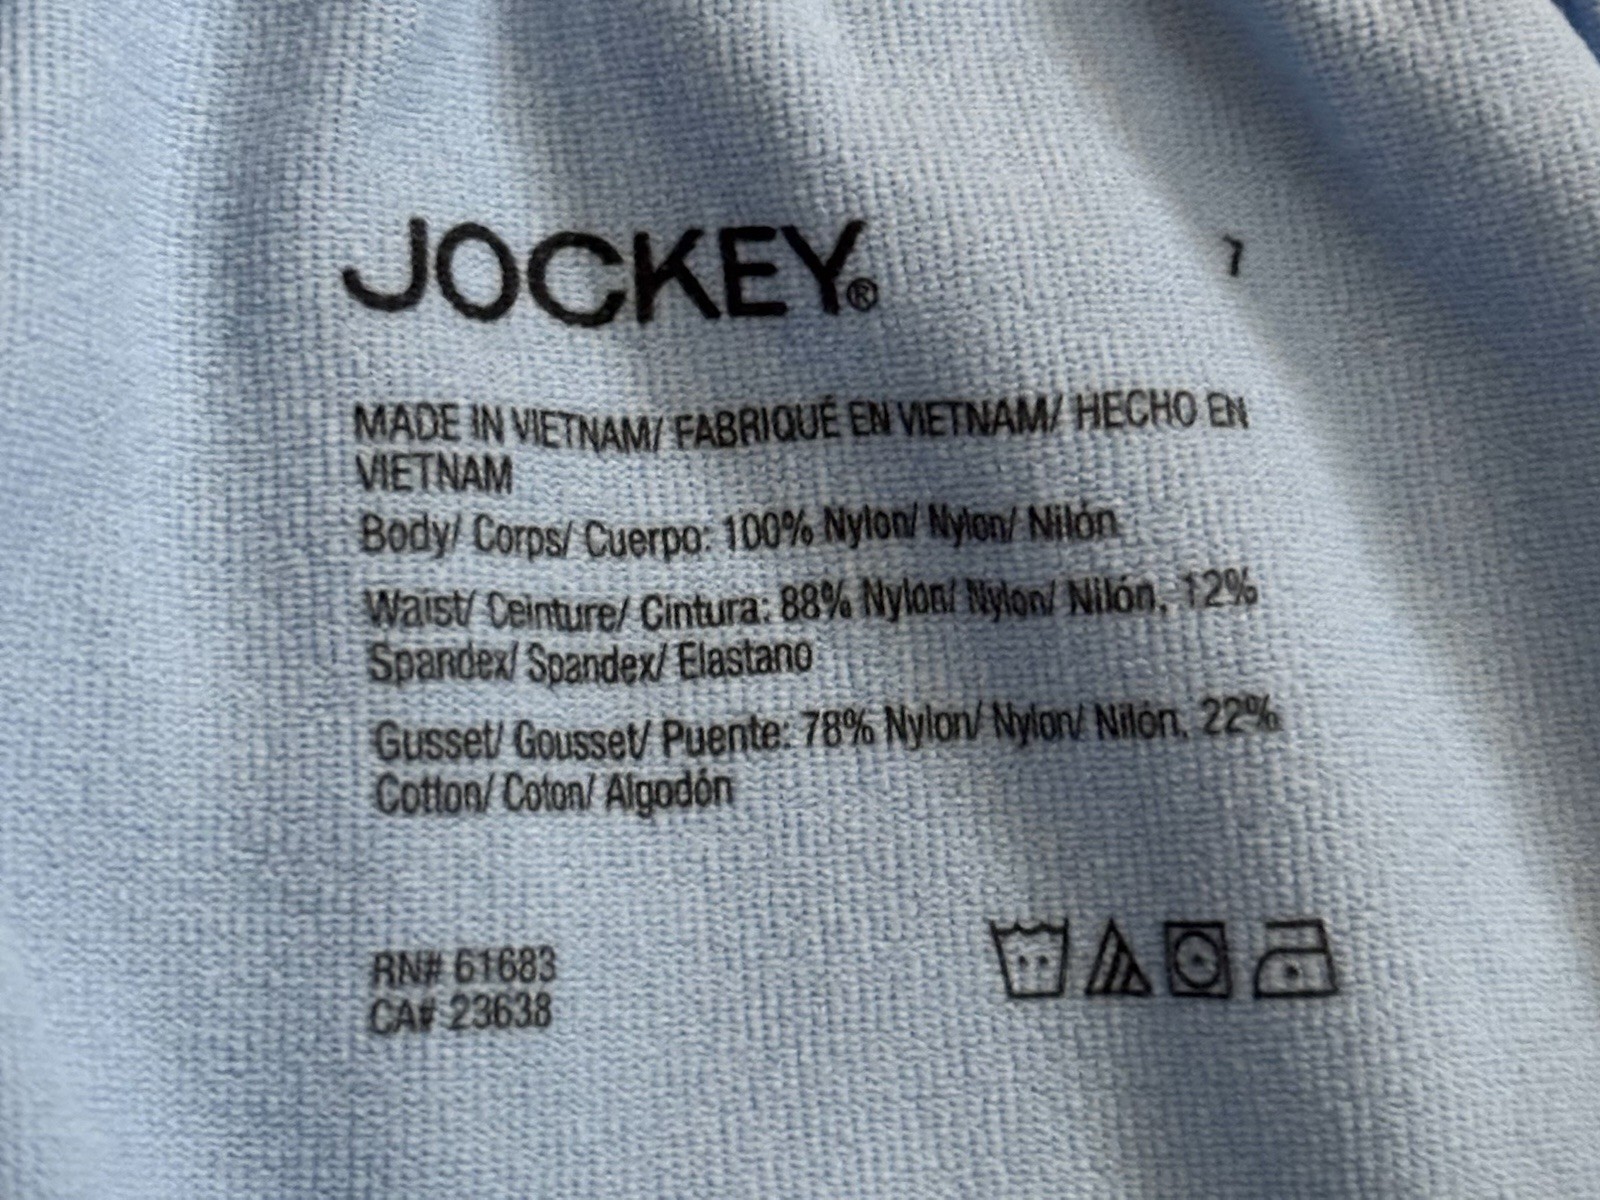 JOCKEY® 7
MADE IN VIETNAM/ FABRIQUÉ EN VIETNAM/ HECHO EN
VIETNAM
Body/ Corps/ Cuerpo: 100% Nylon/ Nylon/ Nilón
Waist/ Ceinture/ Cintura: 88% Nylon/ Nylon/ Nilón, 12%
Spandex/ Spandex/ Elastano
Gusset/ Gousset/ Puente: 78% Nylon/ Nylon/ Nilón, 22%
Cotton/ Coton/ Algodón
RN# 61683
CA# 23638